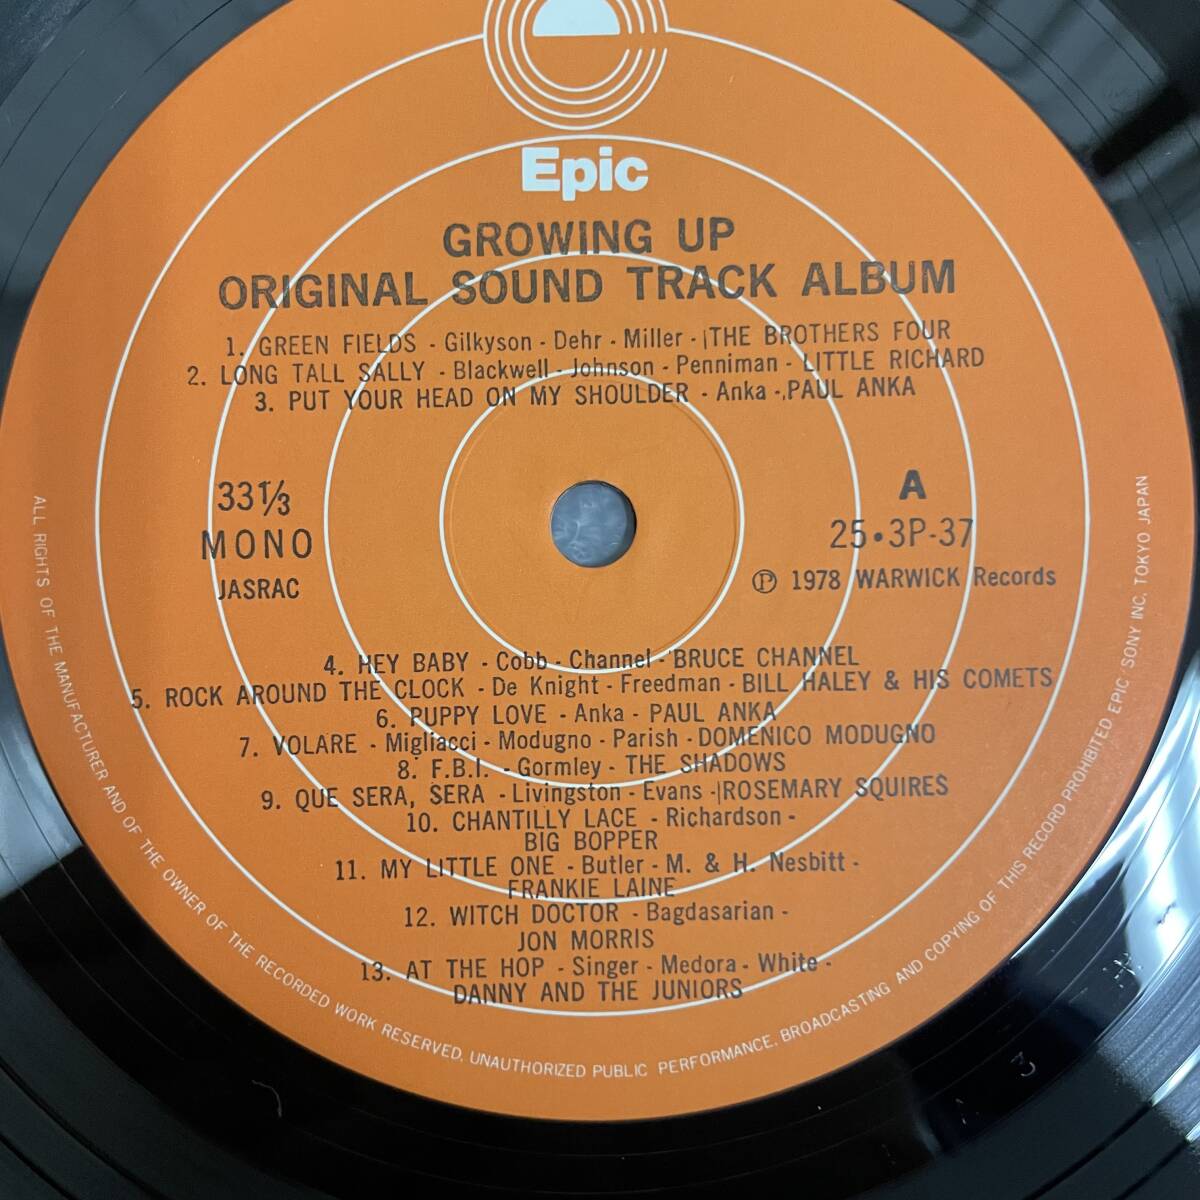 Epic
GROWING UP
ORIGINAL SOUND TRACK ALBUM
1. GREEN FIELDS - Gilkyson - Dehr - Miller - THE BROTHERS FOUR
2. LONG TALL SALLY - Blackwell - Johnson - Penniman - LITTLE RICHARD
3. PUT YOUR HEAD ON MY SHOULDER - Anka - PAUL ANKA
33 1/3
MONO
JASRAC
A
25•3P-37
Ⓟ 1978 WARWICK Records
4. HEY BABY - Cobb - Channel - BRUCE CHANNEL
5. ROCK AROUND THE CLOCK - De Knight - Freedman - BILL HALEY & HIS COMETS
6. PUPPY LOVE - Anka - PAUL ANKA
7. VOLARE - Migliacci - Modugno - Parish - DOMENICO MODUGNO
8. F.B.I. - Gormley - THE SHADOWS
9. QUE SERA, SERA - Livingston - Evans - ROSEMARY SQUIRES
10. CHANTILLY LACE - Richardson -
BIG BOPPER
11. MY LITTLE ONE - Butler - M. & H. Nesbitt -
FRANKIE LAINE
12. WITCH DOCTOR - Bagdasarian -
JON MORRIS
13. AT THE HOP - Singer - Medora - White -
DANNY AND THE JUNIORS
ALL RIGHTS OF THE MANUFACTURER AND OF THE OWNER OF THE RECORDED WORK RESERVED. UNAUTHORIZED PUBLIC PERFORMANCE. BROADCASTING AND COPYING OF THIS RECORD PROHIBITED EPIC SONY INC. TOKYO JAPAN
3